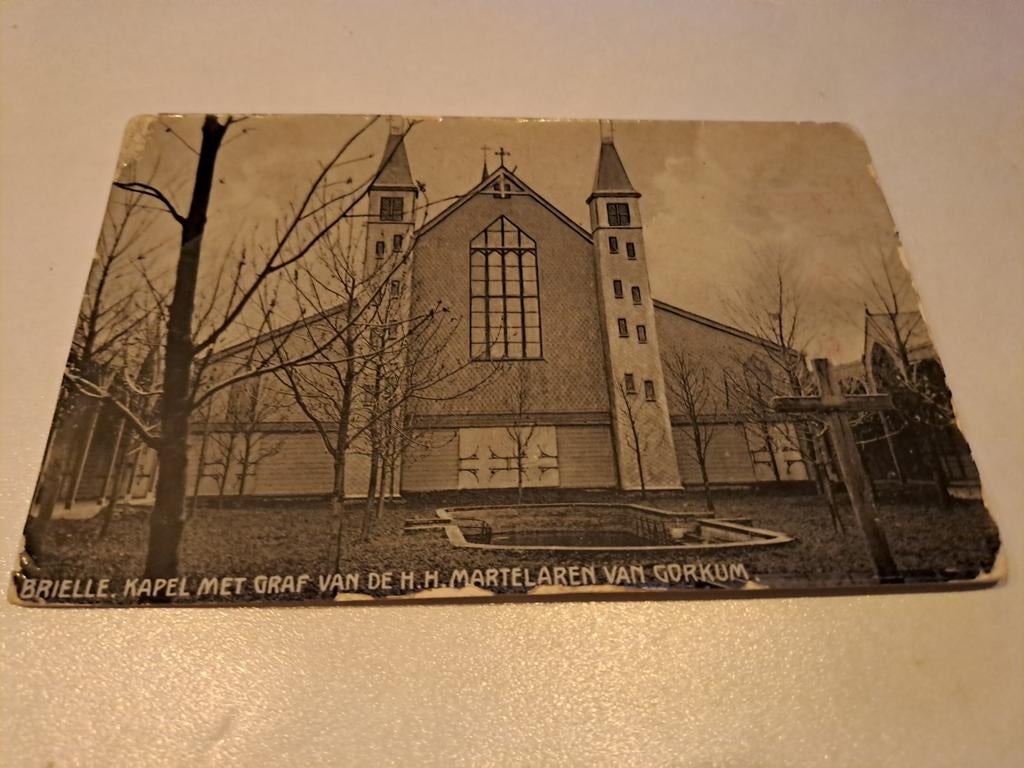 BRIELLE. KAPEL MET GRAF VAN DE H.H. MARTELAREN VAN GORKUM.